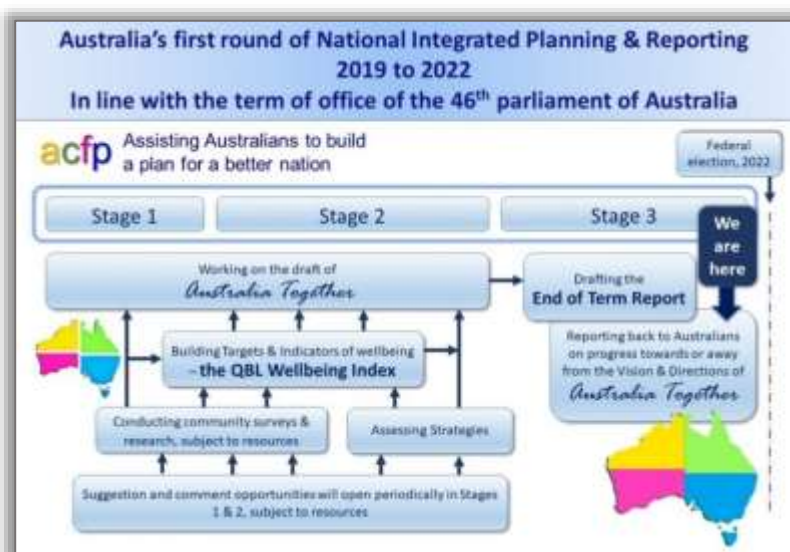 Australia's first round of National Integrated Planning & Reporting
2019 to 2022
In line with the term of office of the 46th parliament of Australia
acfp
Assisting Australians to build
a plan for a better nation
Federal
election, 2022
Stage 1
Stage 2
Stage 3
We
are
here
Working on the draft of
Australia Together
Drafting the
End of Term Report
Building Targets & Indicators of wellbeing
– the QBL Wellbeing Index
Reporting back to Australians
on progress towards or away
from the Vision & Directions of
Australia Together
Conducting community surveys &
research, subject to resources
Assessing Strategies
Suggestion and comment opportunities will open periodically in Stages
1 & 2, subject to resources